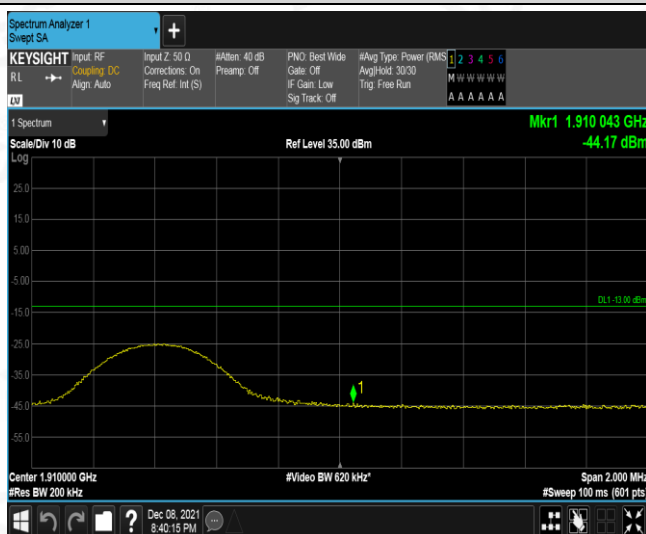 Spectrum Analyzer 1
Swept SA
KEYSIGHT
RL
LXI
Input: RF
Coupling: DC
Align: Auto
Input Z: 50 Ω
Corrections: On
Freq Ref: Int (S)
#Atten: 40 dB
Preamp: Off
PNO: Best Wide
Gate: Off
IF Gain: Low
Sig Track: Off
#Avg Type: Power (RMS
Avg|Hold: 30/30
Trig: Free Run
1 2 3 4 5 6
M W W W W W
A A A A A A
1 Spectrum
Mkr1 1.910 043 GHz
Scale/Div 10 dB
Ref Level 35.00 dBm
-44.17 dBm
Log
25.0
15.0
5.00
-5.00
DL1 -13.00 dBm
-15.0
-25.0
-35.0
1
-45.0
-55.0
Center 1.910000 GHz
#Video BW 620 kHz*
Span 2.000 MHz
#Res BW 200 kHz
#Sweep 100 ms (601 pts)
?
Dec 08, 2021
8:40:15 PM